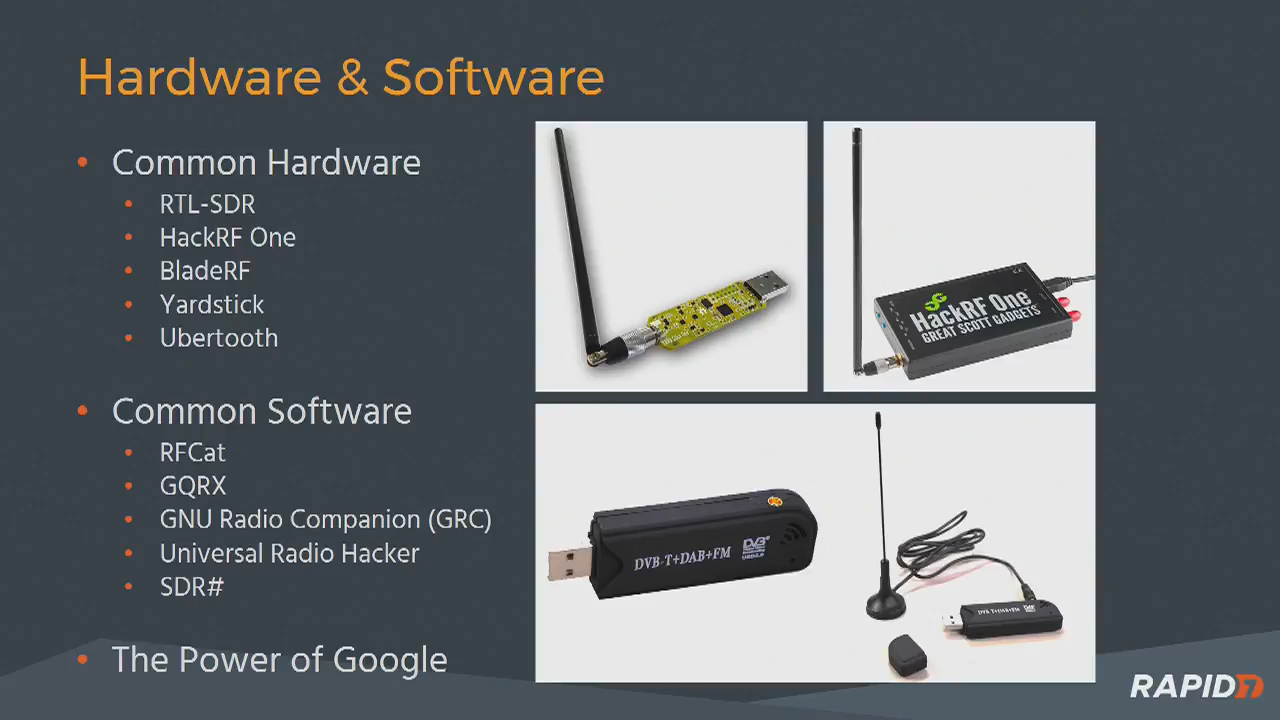 Hardware & Software
• Common Hardware
• RTL-SDR
• HackRF One
• BladeRF
• Yardstick
• Ubertooth
• Common Software
• RFCat
• GQRX
• GNU Radio Companion (GRC)
• Universal Radio Hacker
• SDR#
• The Power of Google
HackRF One
GREAT SCOTT GADGETS
DVB-T+DAB+FM
DVB
USB2.0
DVB-T+DAB+FM
RAPID7